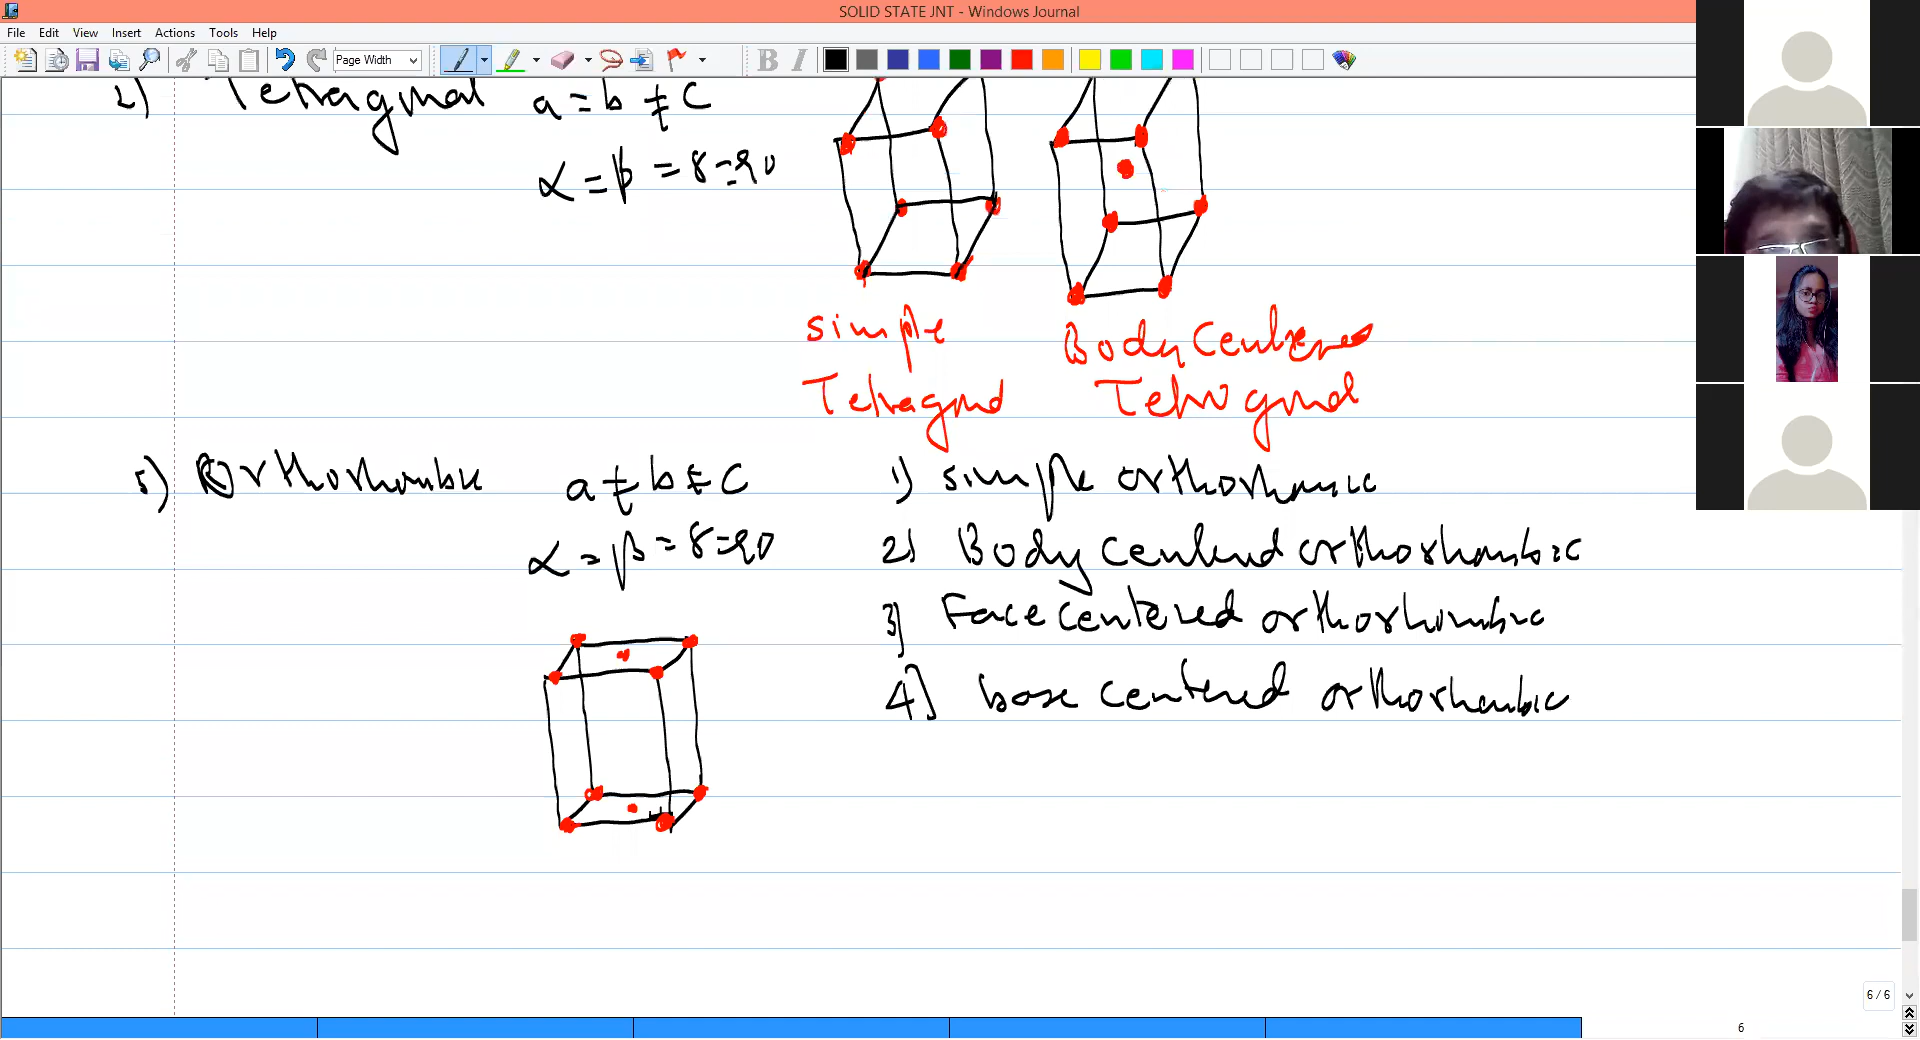 SOLID STATE JNT - Windows Journal
File Edit View Insert Actions Tools Help
Page Width
B I
2) Tetragonal a = b ≠ c
α = β = γ = 90
simple
Tetragonal
Body Centered
Tetragonal
3) Orthorhombic a ≠ b ≠ c
α = β = γ = 90
1) simple orthorhombic
2) Body centered orthorhombic
3) Face centered orthorhombic
4) base centered orthorhombic
6 / 6
6